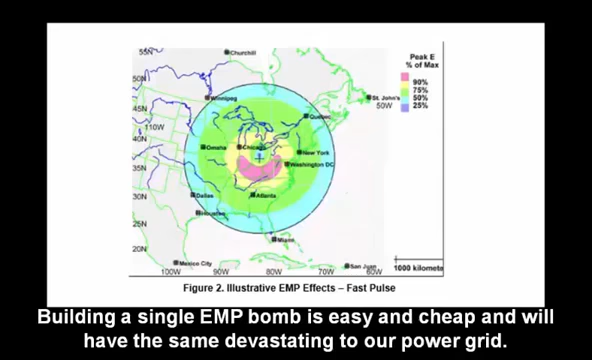 55N
50N
45N
40N
35N
30N
25N
20N
110W
Churchill
Winnipeg
Quebec
St. John's
50W
Omaha
Chicago
New York
Washington DC
Dallas
Atlanta
Houston
Miami
Mexico City
San Juan
100W
90W
80W
70W
60W
Peak E
% of Max
90%
75%
50%
25%
1000 kilomete
Figure 2. Illustrative EMP Effects – Fast Pulse
Building a single EMP bomb is easy and cheap and will
have the same devastating to our power grid.